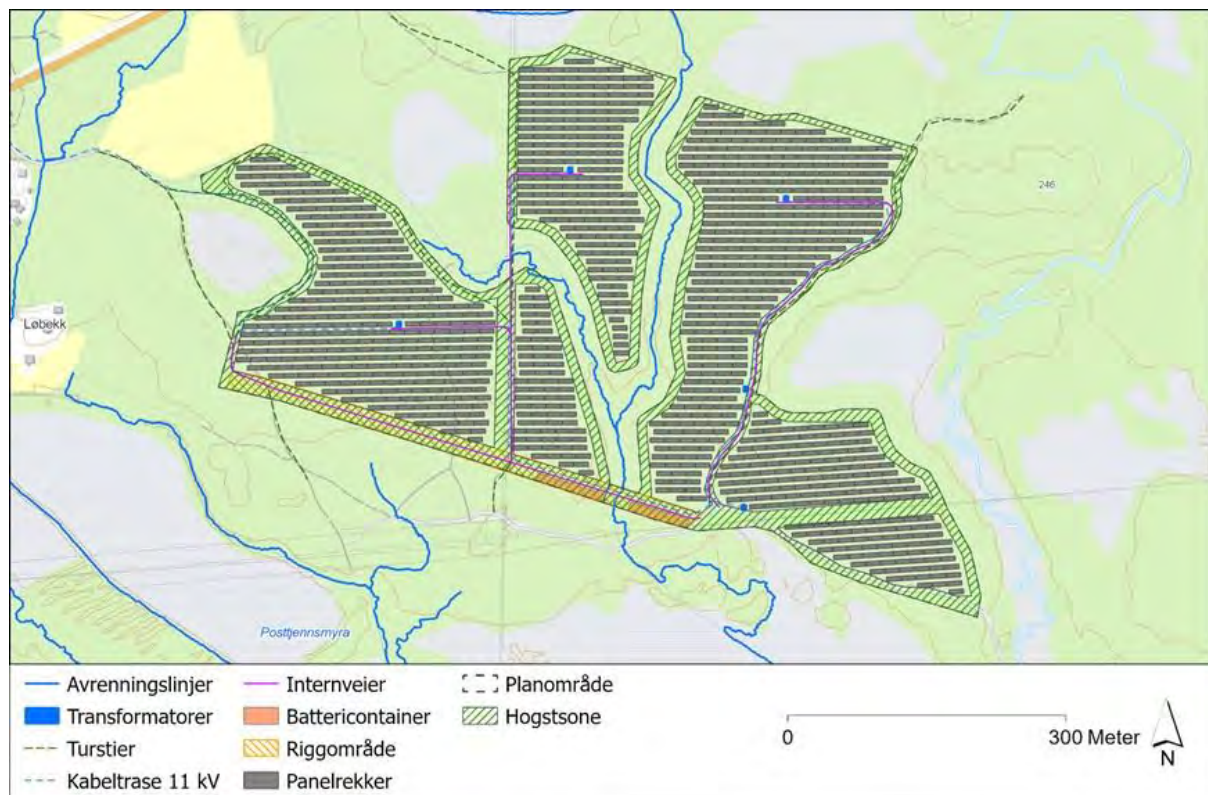 246
Løbekk
Posttjennsmyra
Avrenningslinjer
Internveier
Planområde
Transformatorer
Battericontainer
Hogstsone
Turstier
Riggområde
0
300 Meter
Kabeltrase 11 kV
Panelrekker
N